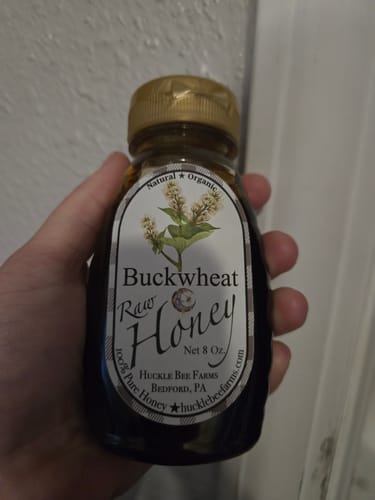 Natural ★ Organic
Buckwheat
Raw
Honey
Net 8 Oz.
Huckle Bee Farms
Bedford, PA
100% Pure Honey ★ hucklebeefarms.com